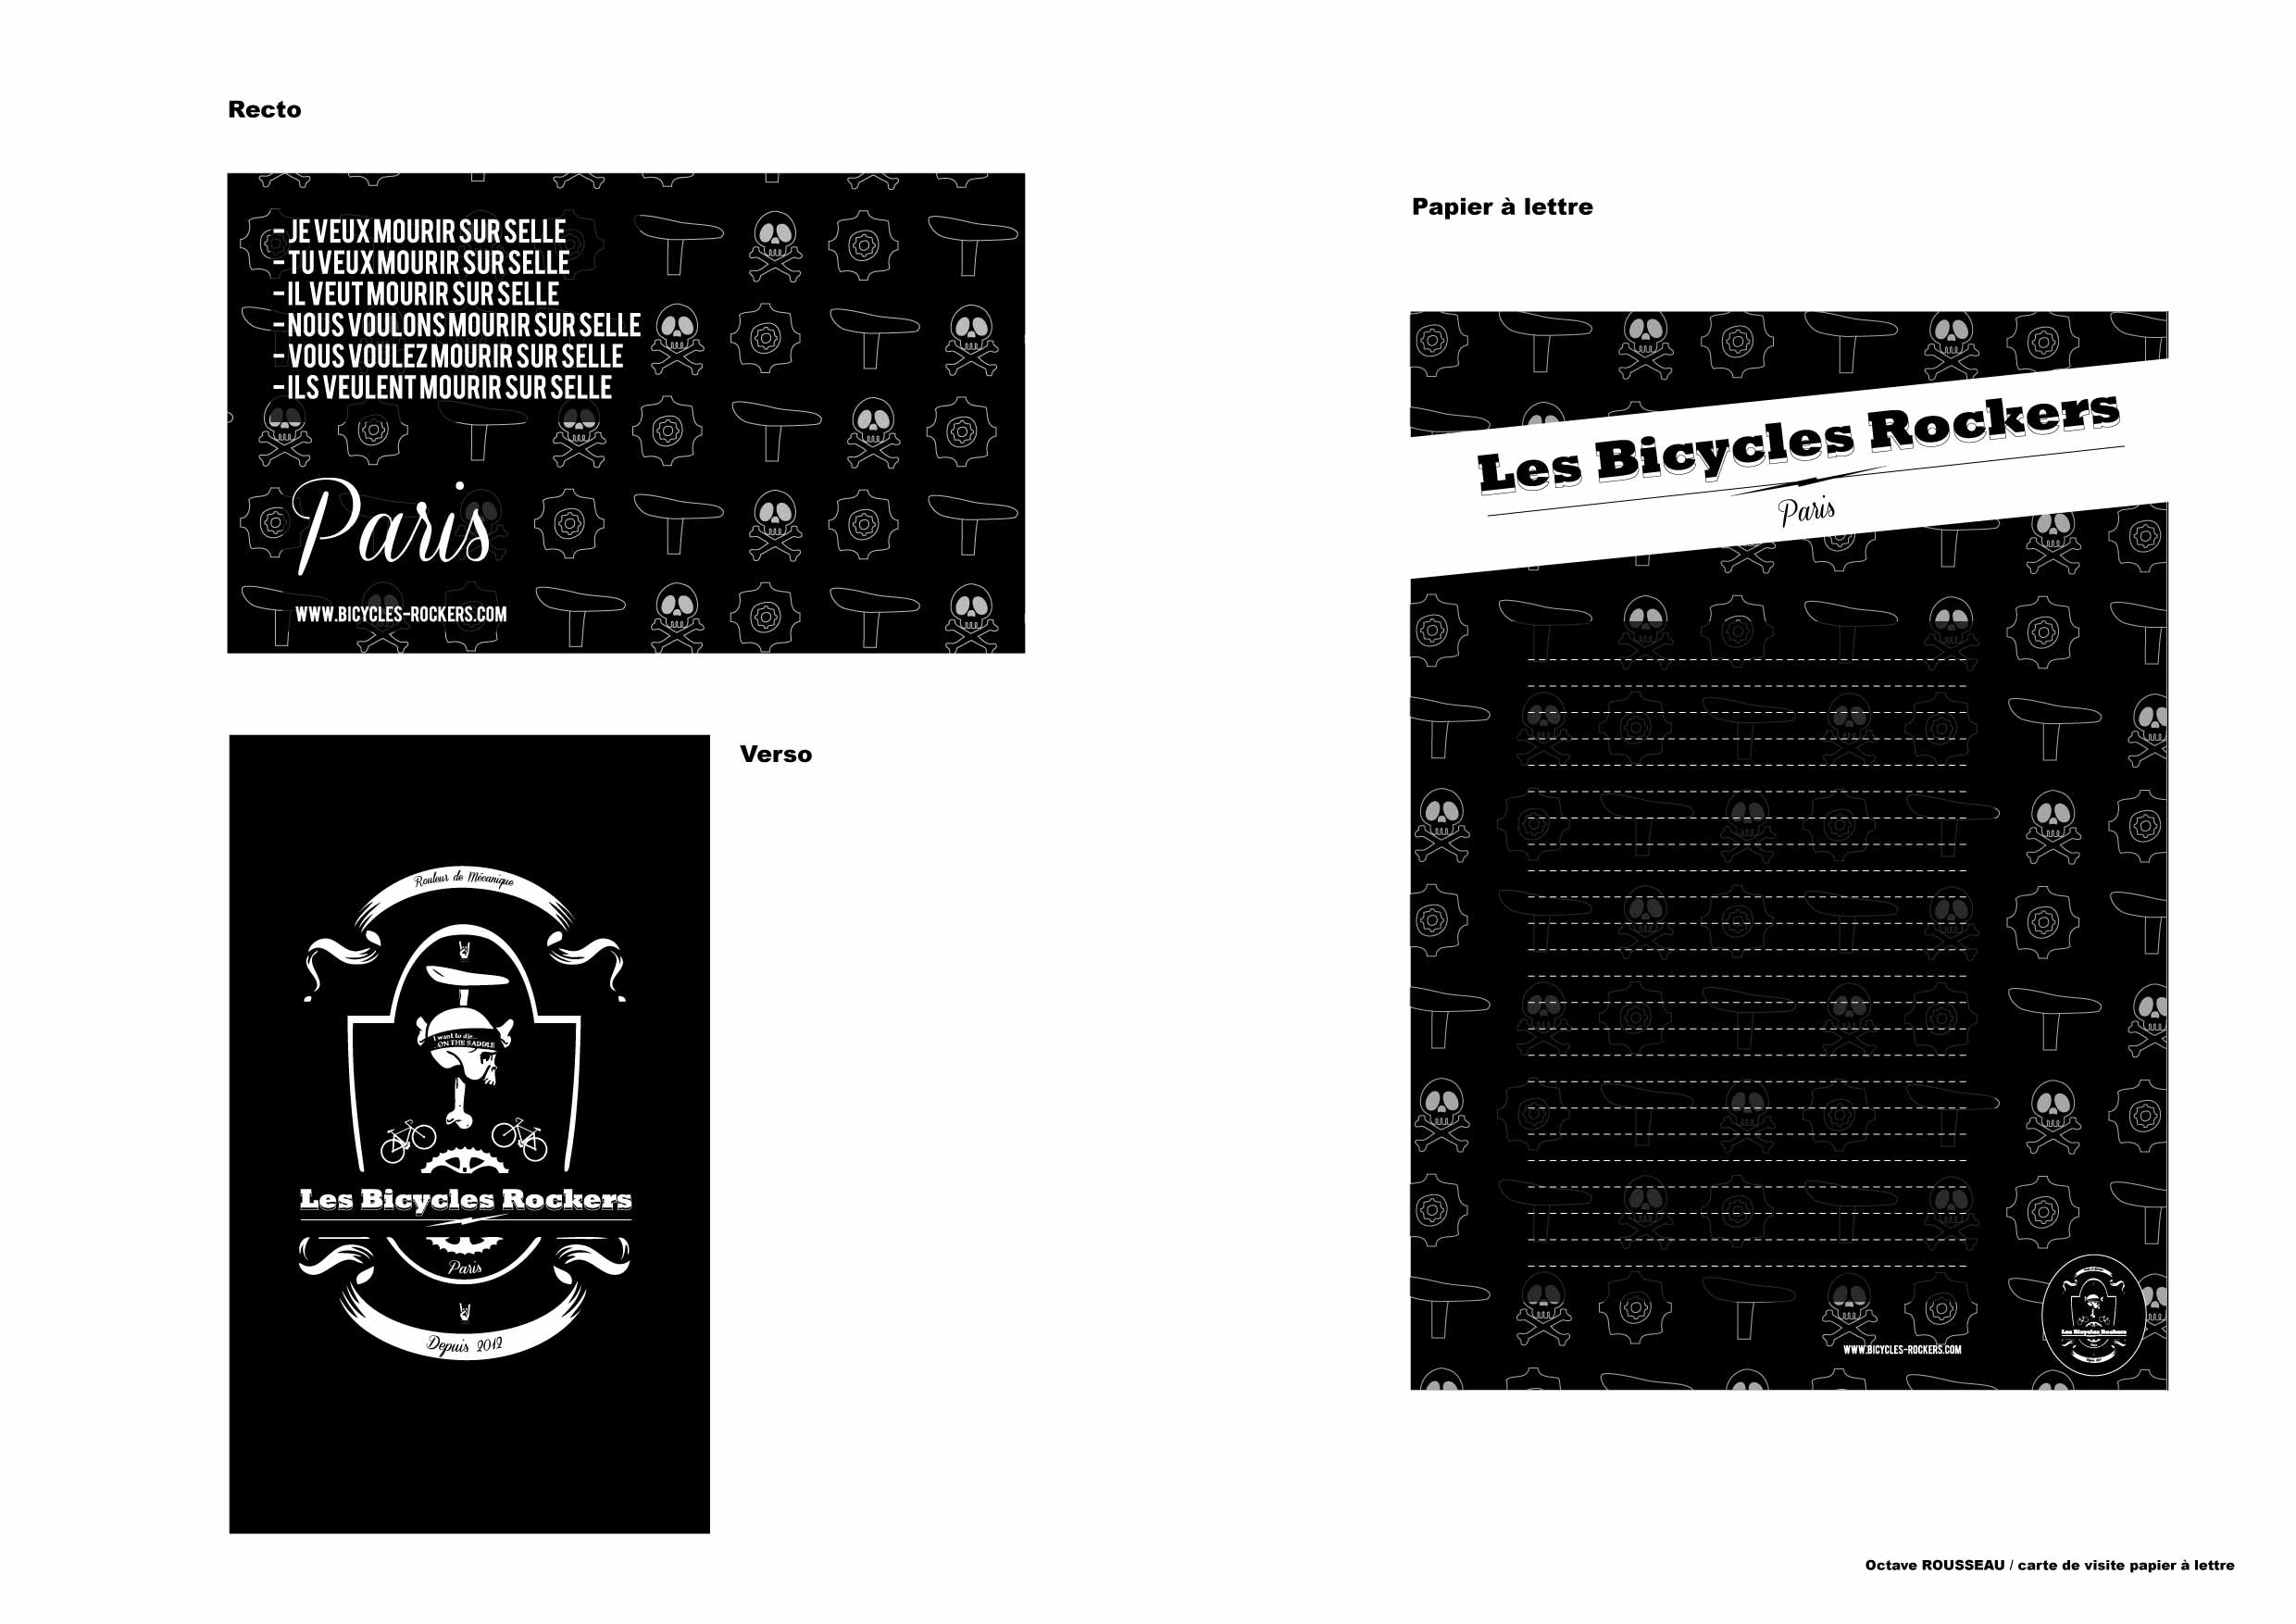 Recto
- JE VEUX MOURIR SUR SELLE
- TU VEUX MOURIR SUR SELLE
- IL VEUT MOURIR SUR SELLE
- NOUS VOULONS MOURIR SUR SELLE
- VOUS VOULEZ MOURIR SUR SELLE
- ILS VEULENT MOURIR SUR SELLE
Paris
WWW.BICYCLES-ROCKERS.COM
Verso
Rouleur de Mécanique
I want to die...
...ON THE SADDLE
Les Bicycles Rockers
Paris
Depuis 2012
Papier à lettre
Les Bicycles Rockers
Paris
WWW.BICYCLES-ROCKERS.COM
Les Bicycles Rockers
Octave ROUSSEAU / carte de visite papier à lettre